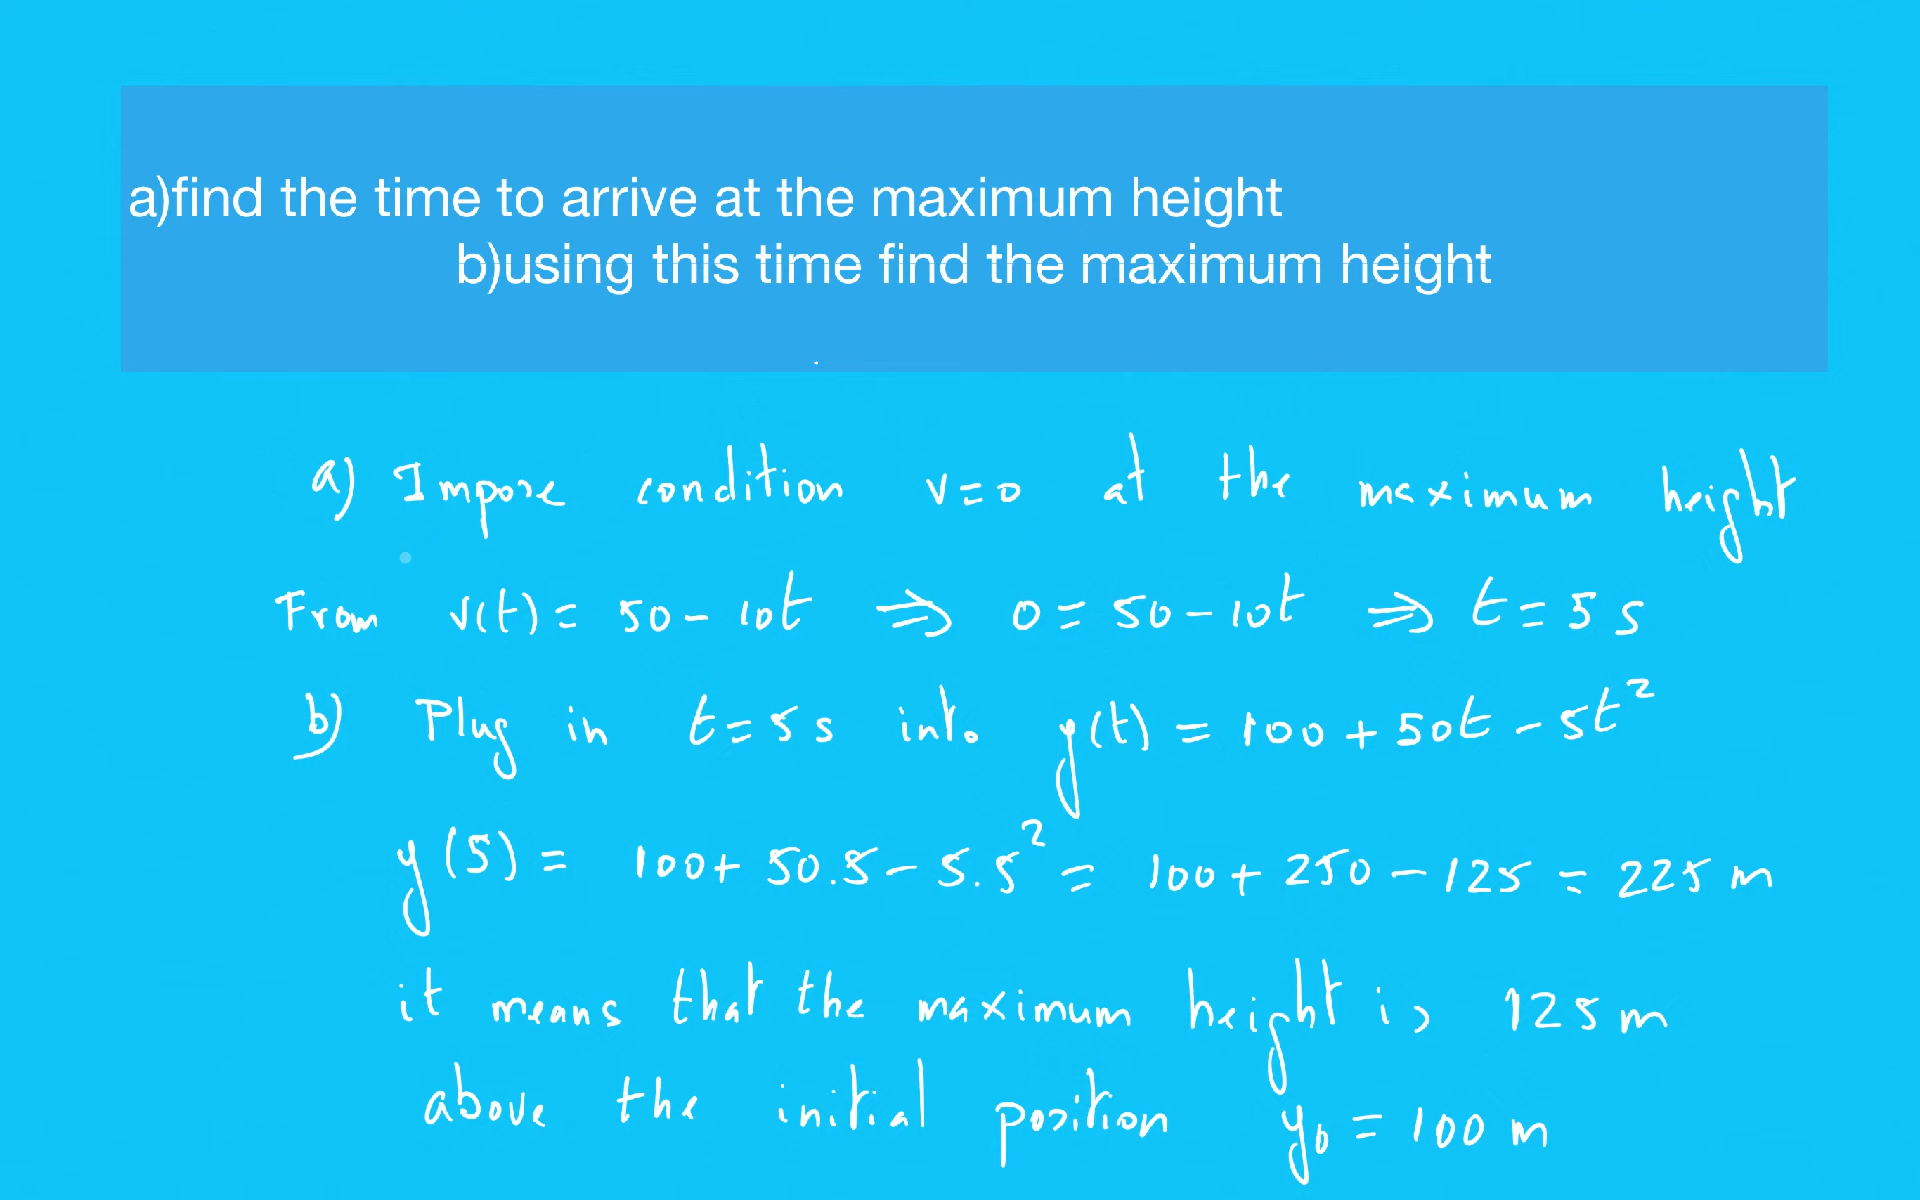 a)find the time to arrive at the maximum height
b)using this time find the maximum height
a) Impose condition v=0 at the maximum height
From v(t) = 50 - 10t ⇒ 0 = 50 - 10t ⇒ t = 5 s
b) Plug in t=5 s into y(t) = 100 + 50t - 5t²
y(5) = 100+ 50.5 - 5.5² = 100 + 250 - 125 = 225 m
it means that the maximum height is 125 m
above the initial position y₀ = 100 m